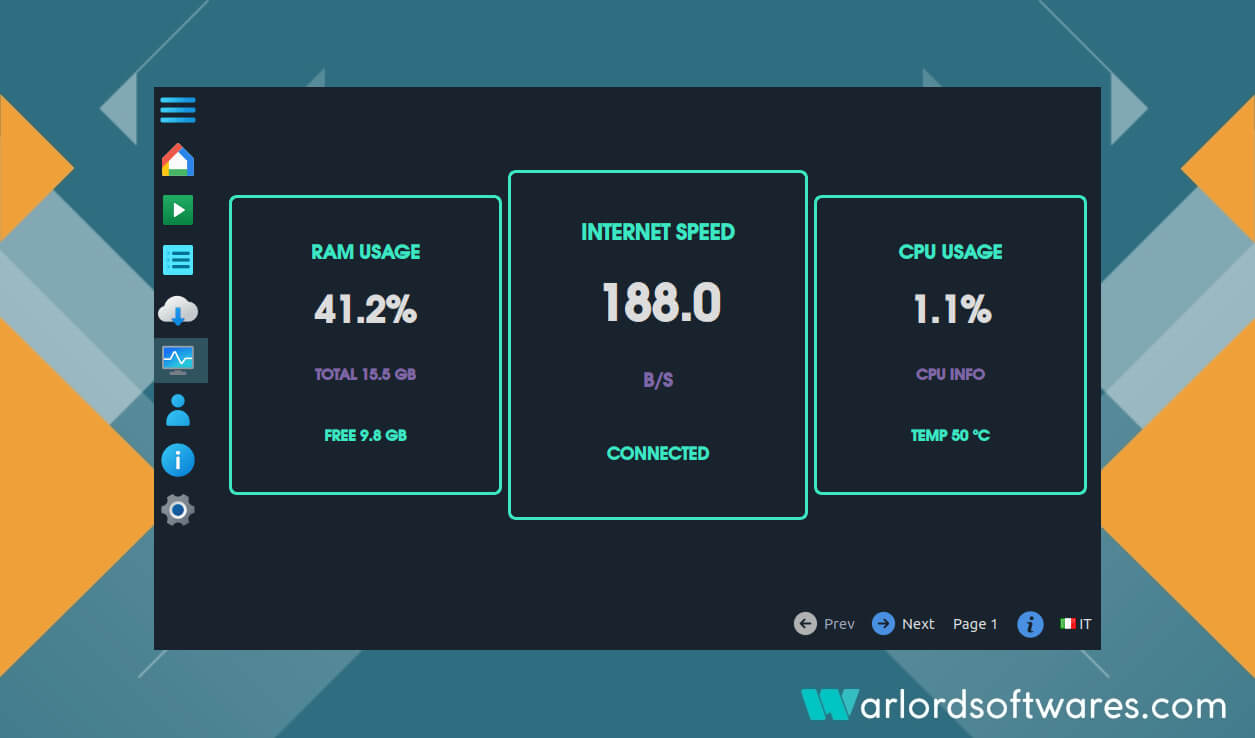 RAM USAGE
41.2%
TOTAL 15.5 GB
FREE 9.8 GB
INTERNET SPEED
188.0
B/S
CONNECTED
CPU USAGE
1.1%
CPU INFO
TEMP 50 °C
Prev Next Page 1 i IT
Warlordsoftwares.com